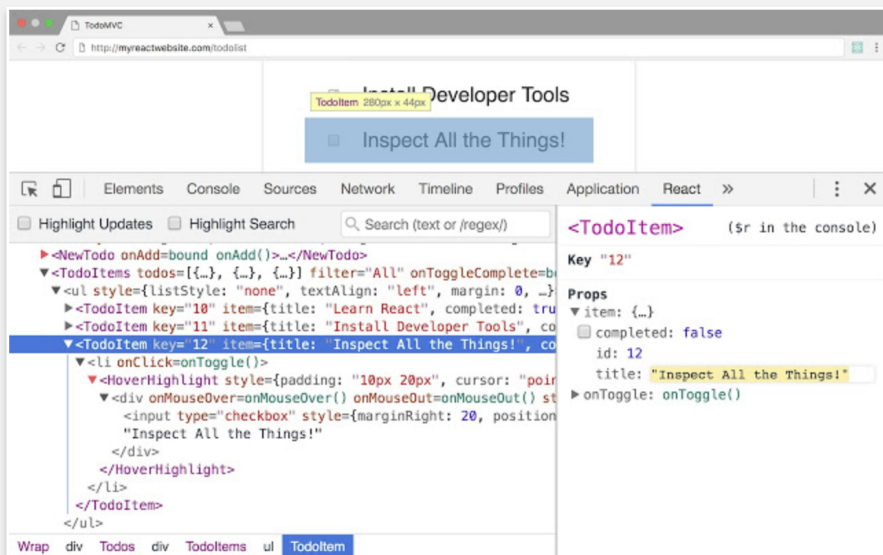 TodoMVC ×
http://myreactwebsite.com/todolist
Install Developer Tools
TodoItem 280px × 44px
Inspect All the Things!
Elements Console Sources Network Timeline Profiles Application React »
Highlight Updates Highlight Search Search (text or /regex/)
<NewTodo onAdd=bound onAdd()>…</NewTodo>
<TodoItems todos=[{…}, {…}, {…}] filter="All" onToggleComplete=bo
<ul style={listStyle: "none", textAlign: "left", margin: 0, …}
<TodoItem key="10" item={title: "Learn React", completed: tru
<TodoItem key="11" item={title: "Install Developer Tools", co
<TodoItem key="12" item={title: "Inspect All the Things!", co
<li onClick=onToggle()>
<HoverHighlight style={padding: "10px 20px", cursor: "poin
<div onMouseOver=onMouseOver() onMouseOut=onMouseOut() st
<input type="checkbox" style={marginRight: 20, position
"Inspect All the Things!"
</div>
</HoverHighlight>
</li>
</TodoItem>
</ul>
Wrap div Todos div TodoItems ul TodoItem
<TodoItem> ($r in the console)
Key "12"
Props
item: {…}
completed: false
id: 12
title: "Inspect All the Things!"
onToggle: onToggle()